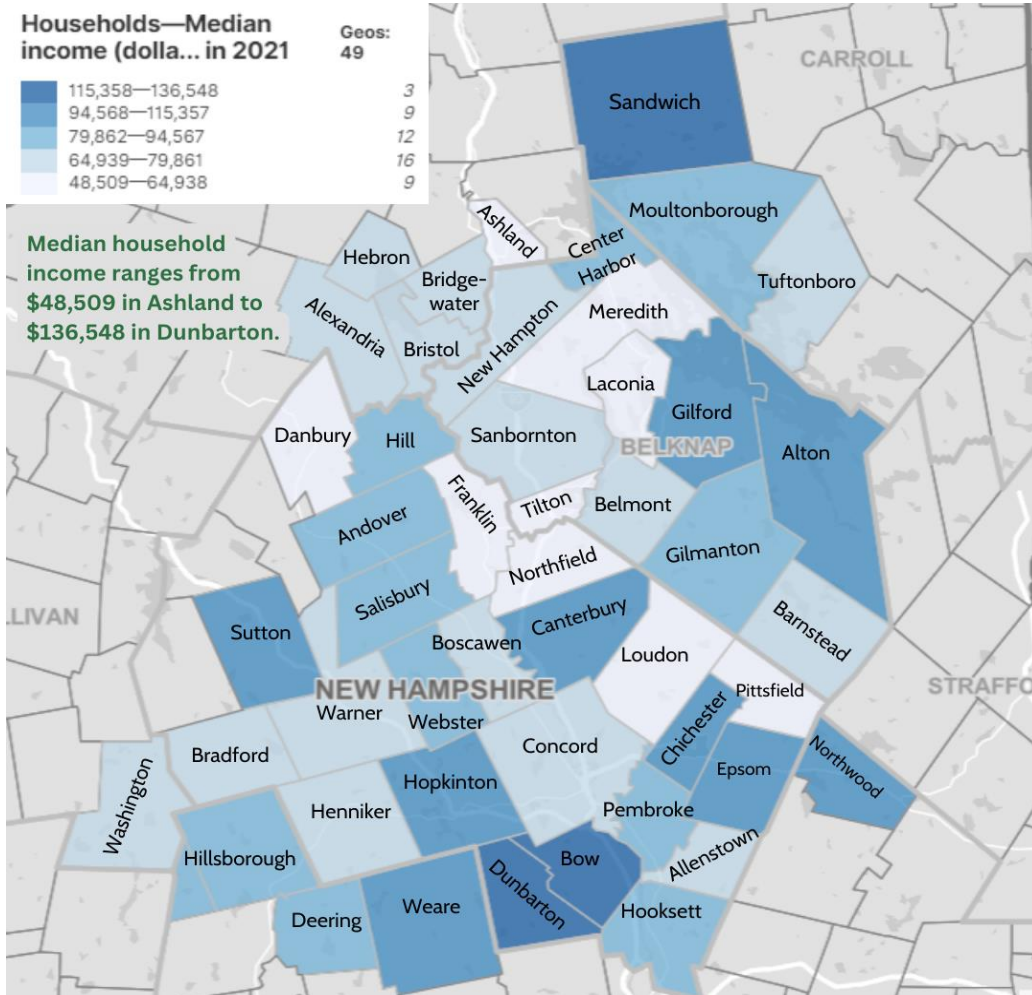 Households—Median
income (dolla... in 2021
Geos:
49
115,358—136,548 3
94,568—115,357 9
79,862—94,567 12
64,939—79,861 16
48,509—64,938 9
Median household
income ranges from
$48,509 in Ashland to
$136,548 in Dunbarton.
CARROLL
Sandwich
Moultonborough
Ashland
Center
Harbor
Hebron
Bridge-
water
Tuftonboro
Meredith
Alexandria
Bristol
New Hampton
Laconia
Gilford
Danbury
Hill
Sanbornton
BELKNAP
Alton
Franklin
Tilton
Belmont
Andover
Northfield
Gilmanton
Salisbury
Canterbury
Barnstead
LLIVAN
Sutton
Boscawen
Loudon
NEW HAMPSHIRE
Pittsfield
STRAFFO
Warner
Webster
Chichester
Bradford
Concord
Epsom
Northwood
Washington
Hopkinton
Henniker
Pembroke
Hillsborough
Allenstown
Bow
Dunbarton
Deering
Weare
Hooksett